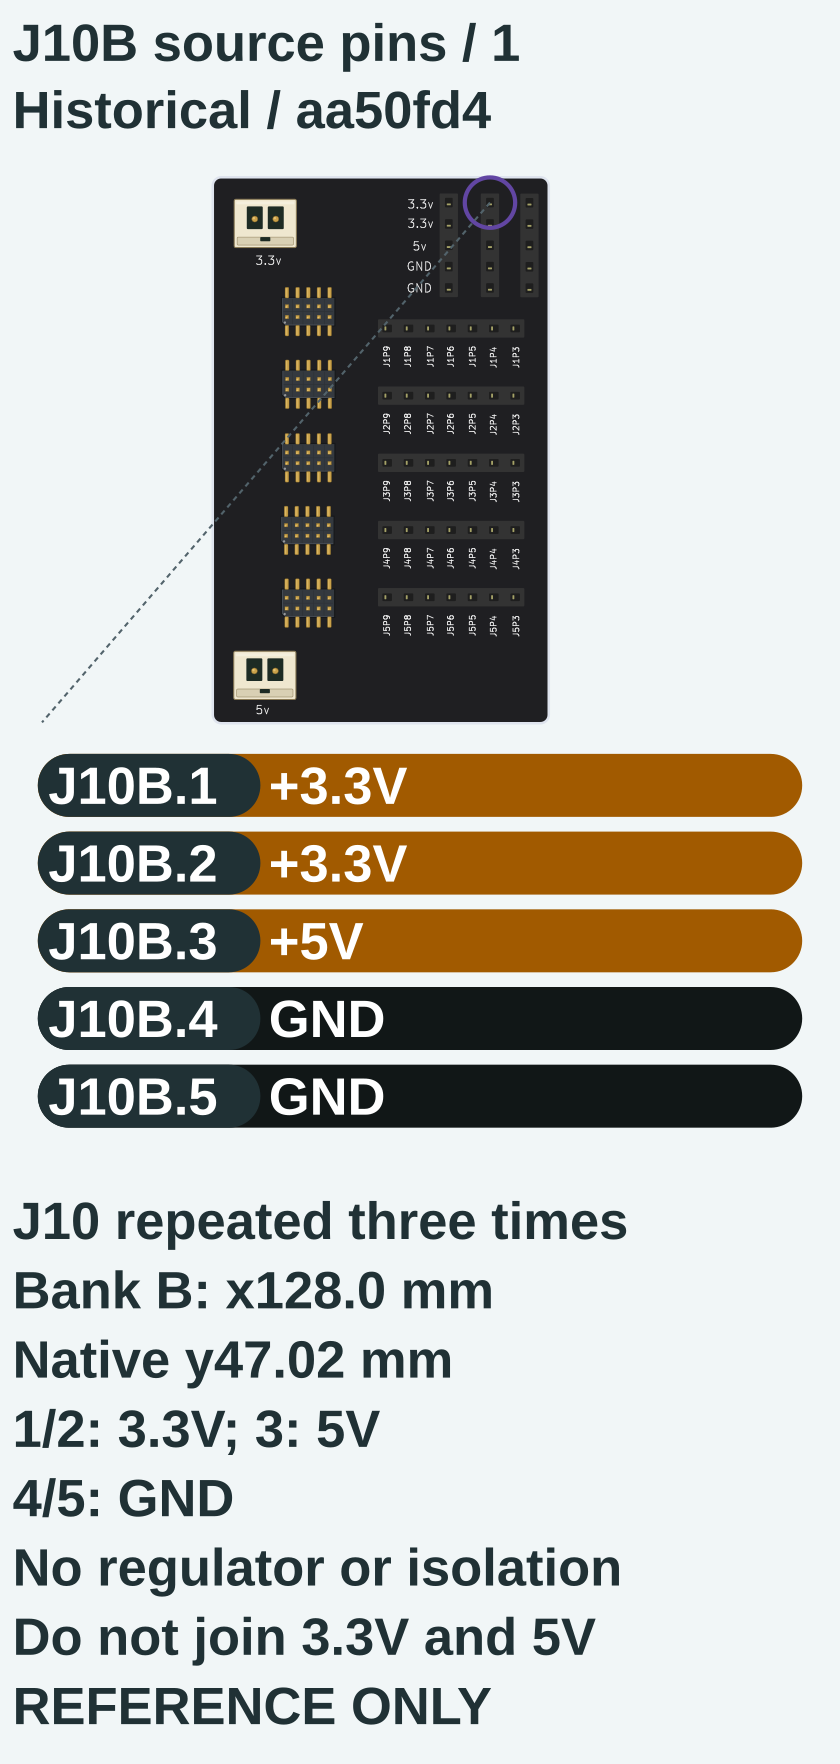 J10B source pins / 1
Historical / aa50fd4
3.3v
3.3v
5v
GND
GND
3.3v
J1P9 J1P8 J1P7 J1P6 J1P5 J1P4 J1P3
J2P9 J2P8 J2P7 J2P6 J2P5 J2P4 J2P3
J3P9 J3P8 J3P7 J3P6 J3P5 J3P4 J3P3
J4P9 J4P8 J4P7 J4P6 J4P5 J4P4 J4P3
J5P9 J5P8 J5P7 J5P6 J5P5 J5P4 J5P3
5v
J10B.1 +3.3V
J10B.2 +3.3V
J10B.3 +5V
J10B.4 GND
J10B.5 GND
J10 repeated three times
Bank B: x128.0 mm
Native y47.02 mm
1/2: 3.3V; 3: 5V
4/5: GND
No regulator or isolation
Do not join 3.3V and 5V
REFERENCE ONLY